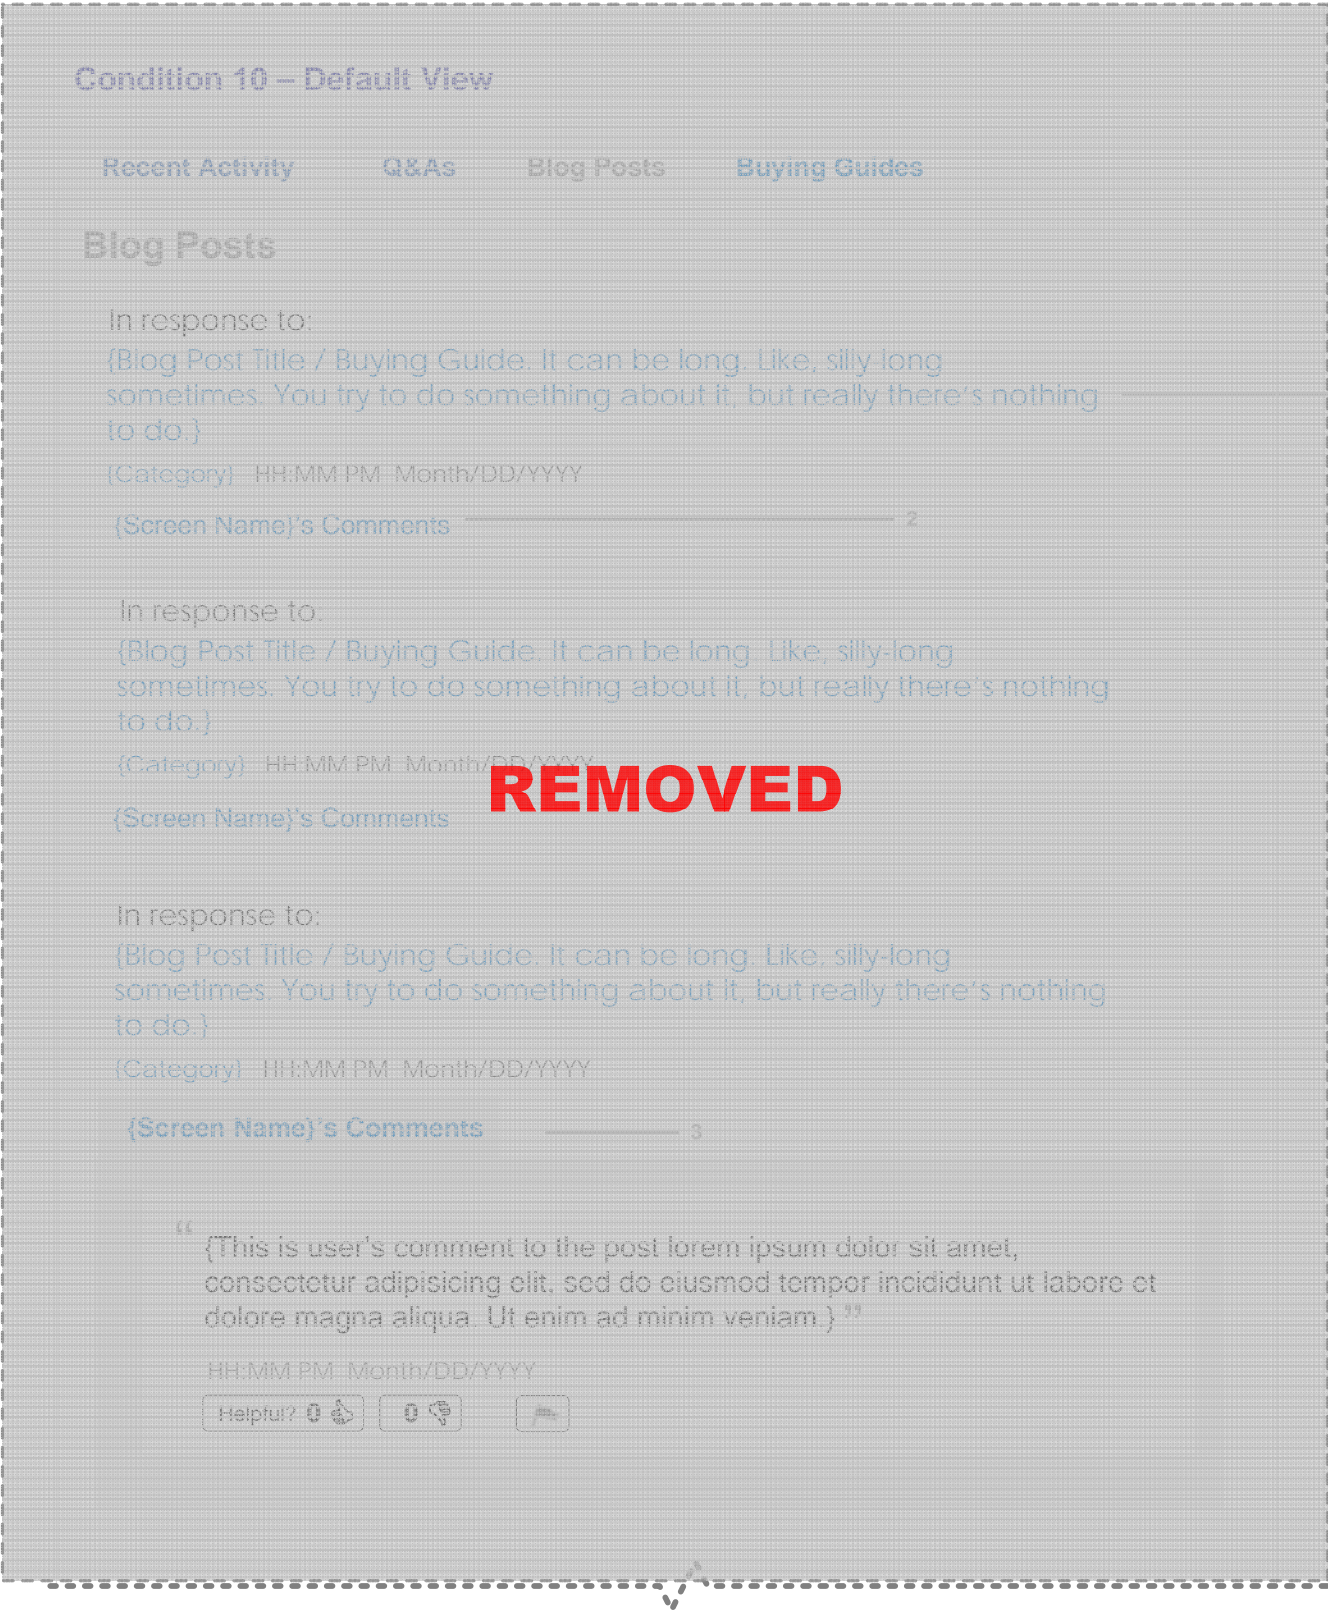 Condition 10 – Default View
Recent Activity Q&As Blog Posts Buying Guides
Blog Posts
In response to:
{Blog Post Title / Buying Guide. It can be long. Like, silly-long
sometimes. You try to do something about it, but really there's nothing
to do.}
{Category} HH:MM PM Month/DD/YYYY
{Screen Name}'s Comments 2
In response to:
{Blog Post Title / Buying Guide. It can be long. Like, silly-long
sometimes. You try to do something about it, but really there's nothing
to do.}
{Category} HH:MM PM Month/DD/YYYY
REMOVED
{Screen Name}'s Comments
In response to:
{Blog Post Title / Buying Guide. It can be long. Like, silly-long
sometimes. You try to do something about it, but really there's nothing
to do.}
{Category} HH:MM PM Month/DD/YYYY
{Screen Name}'s Comments 3
“ {This is user's comment to the post lorem ipsum dolor sit amet,
consectetur adipisicing elit, sed do eiusmod tempor incididunt ut labore et
dolore magna aliqua. Ut enim ad minim veniam.} ”
HH:MM PM Month/DD/YYYY
Helpful? 0 0